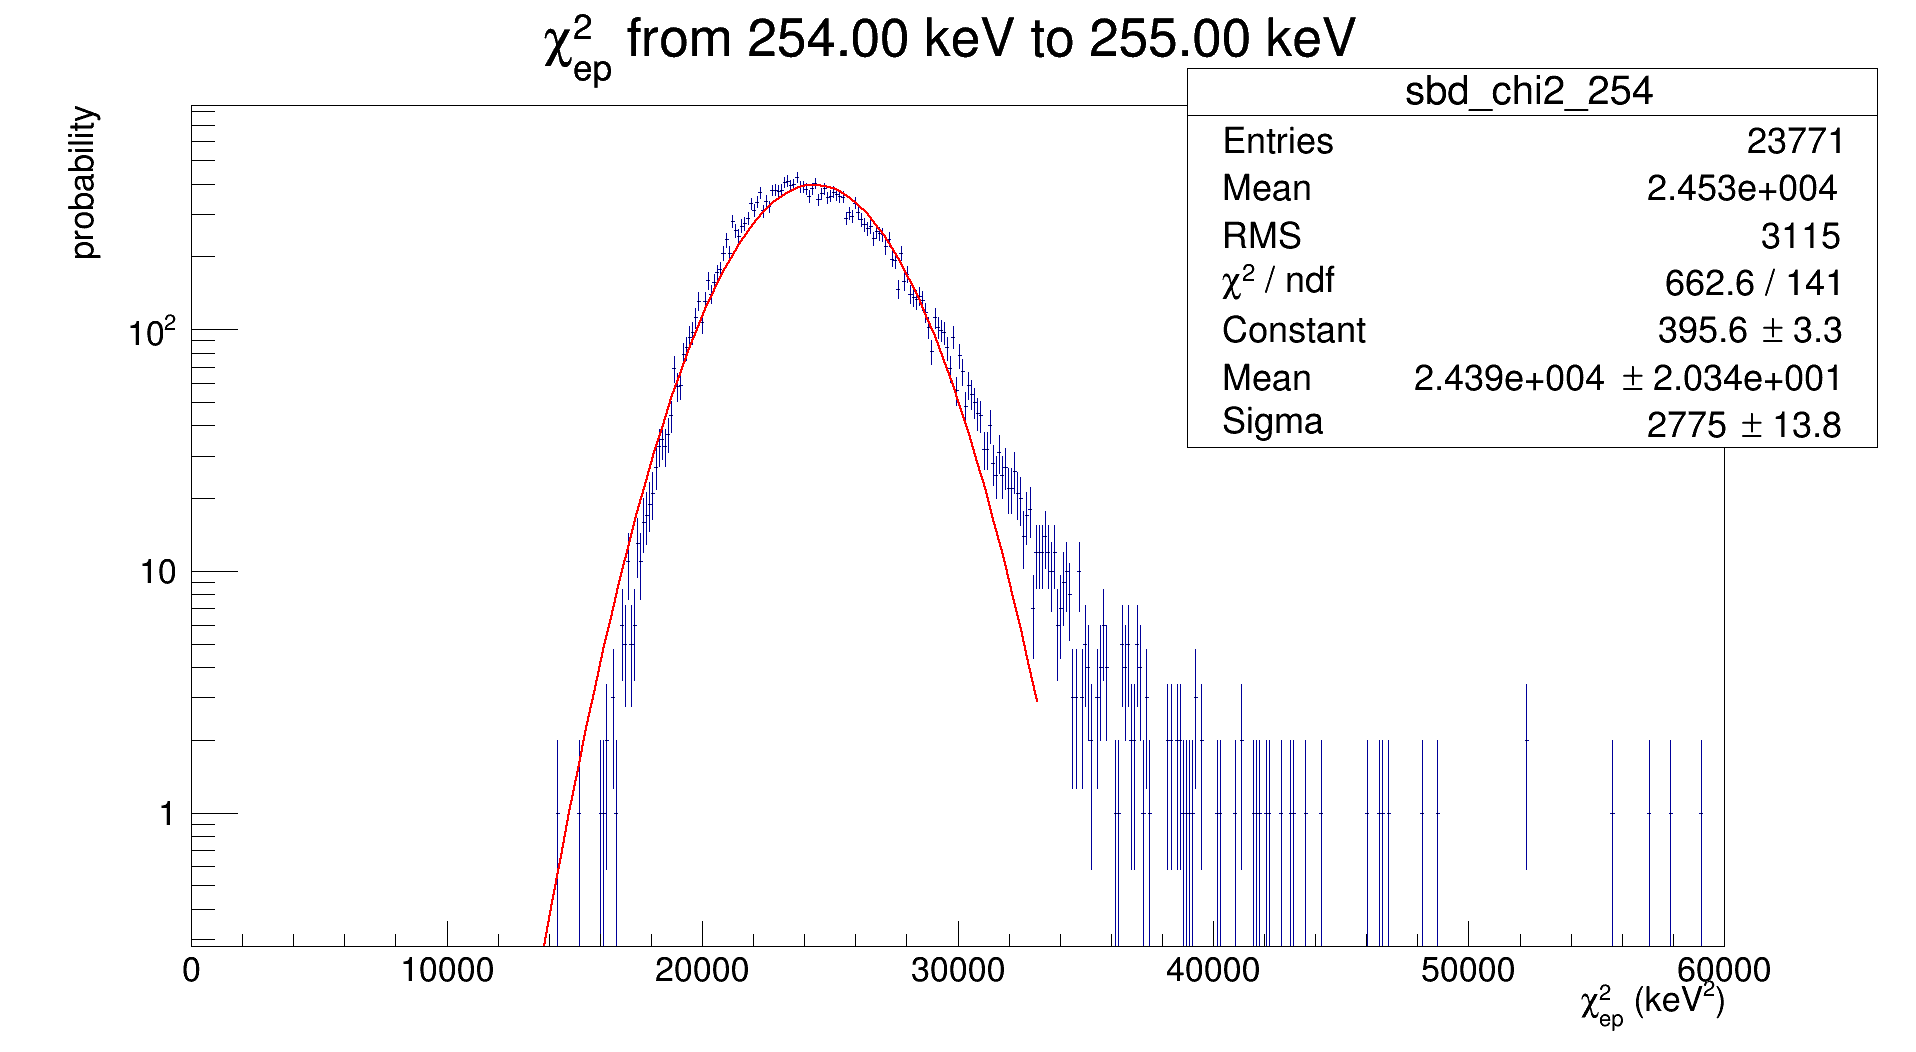 χ²ep from 254.00 keV to 255.00 keV
sbd_chi2_254
Entries 23771
Mean 2.453e+004
RMS 3115
χ² / ndf 662.6 / 141
Constant 395.6 ± 3.3
Mean 2.439e+004 ± 2.034e+001
Sigma 2775 ± 13.8
probability
10²
10
1
0 10000 20000 30000 40000 50000 60000
χ²ep (keV²)